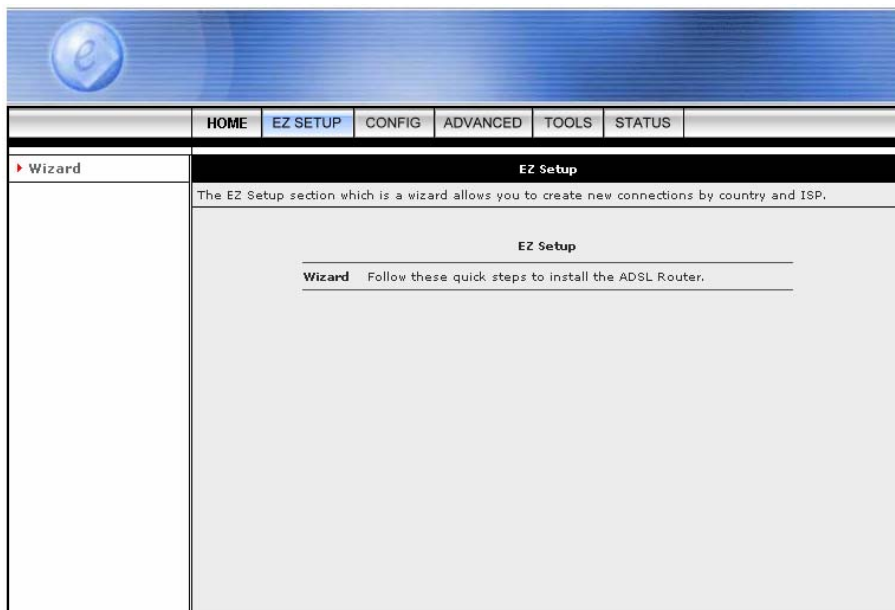 e
HOME EZ SETUP CONFIG ADVANCED TOOLS STATUS
Wizard
EZ Setup
The EZ Setup section which is a wizard allows you to create new connections by country and ISP.
EZ Setup
Wizard Follow these quick steps to install the ADSL Router.